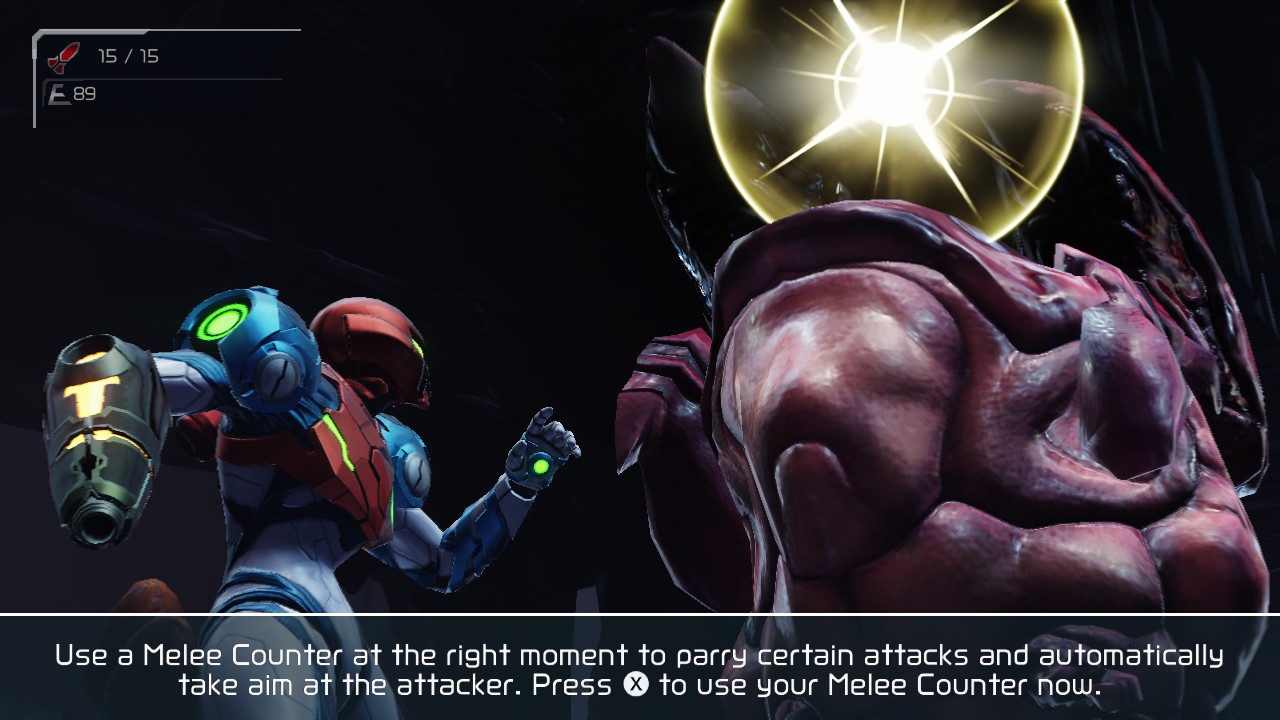 15 / 15
E 89
Use a Melee Counter at the right moment to parry certain attacks and automatically
take aim at the attacker. Press X to use your Melee Counter now.